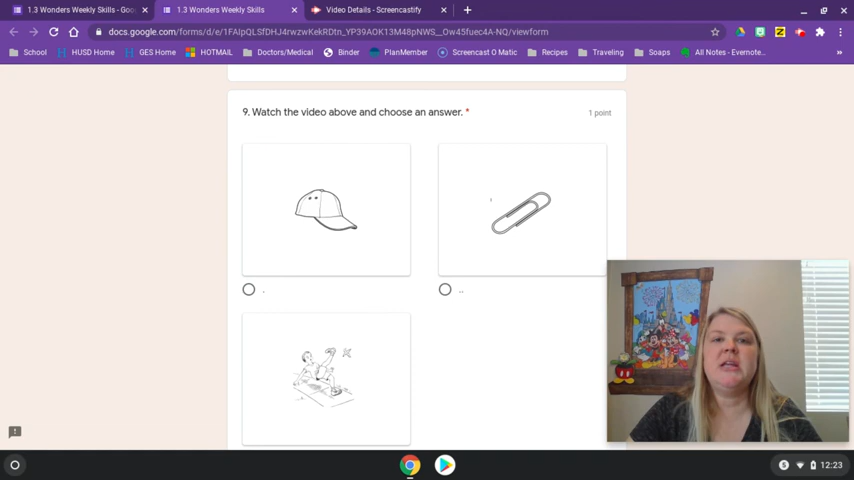 1.3 Wonders Weekly Skills - Goo
1.3 Wonders Weekly Skills
Video Details - Screencastify
docs.google.com/forms/d/e/1FAIpQLSfDHJ4rwzwKekRDtn_YP39AOK13M48pNWS__Ow45fuec4A-NQ/viewform
School
HUSD Home
GES Home
HOTMAIL
Doctors/Medical
Binder
PlanMember
Screencast O Matic
Recipes
Traveling
Soaps
All Notes - Evernote...
9. Watch the video above and choose an answer. *
1 point
.
..
12:23